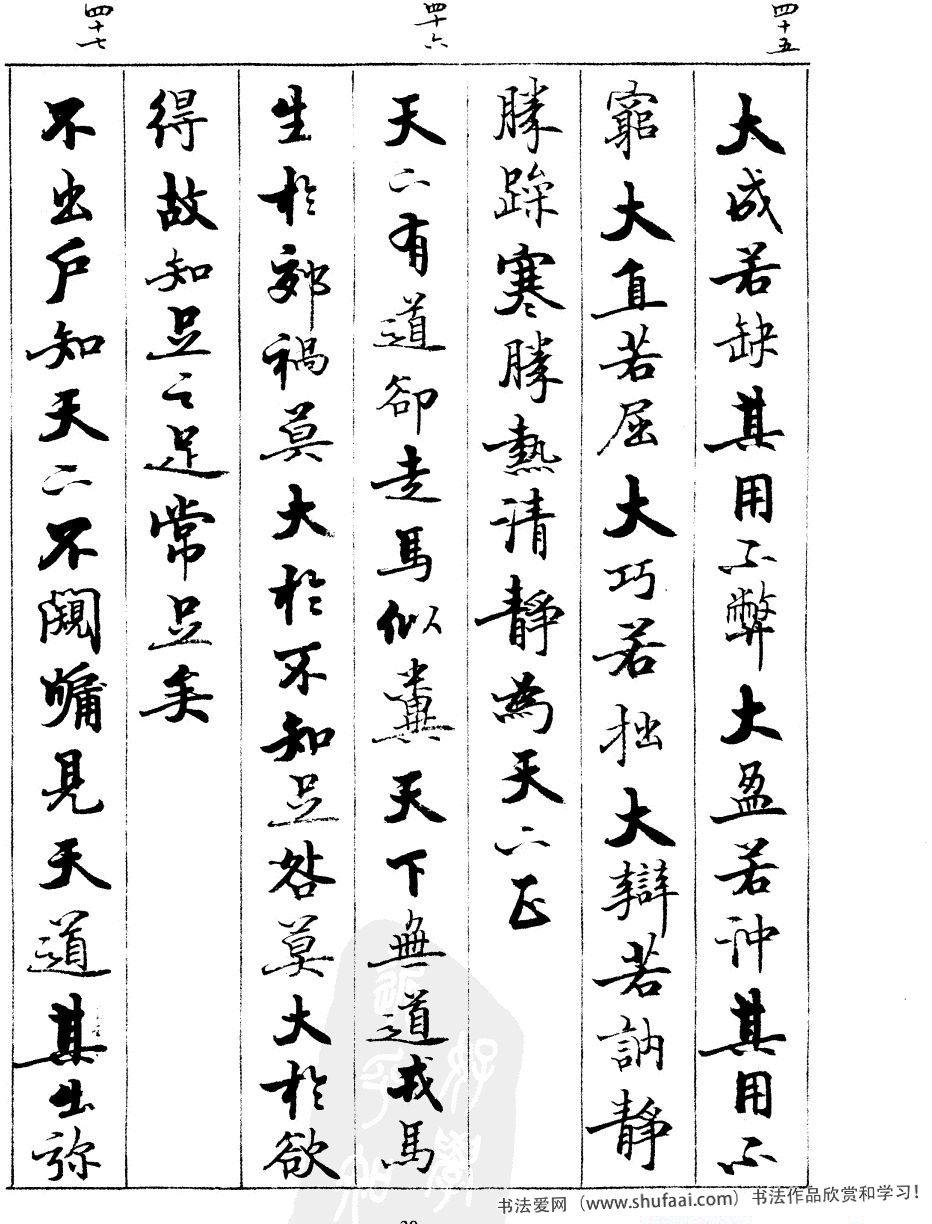 四十五
大成若缺其用不弊大盈若沖其用不
窮大直若屈大巧若拙大辯若訥靜
勝躁寒勝熱清靜為天下正
四十六
天下有道卻走馬似糞天下無道戎馬
生於郊禍莫大於不知足咎莫大於欲
得故知足之足常足矣
四十七
不出戶知天下不闚牖見天道其出弥
书法爱网（www.shufaai.com）书法作品欣赏和学习！